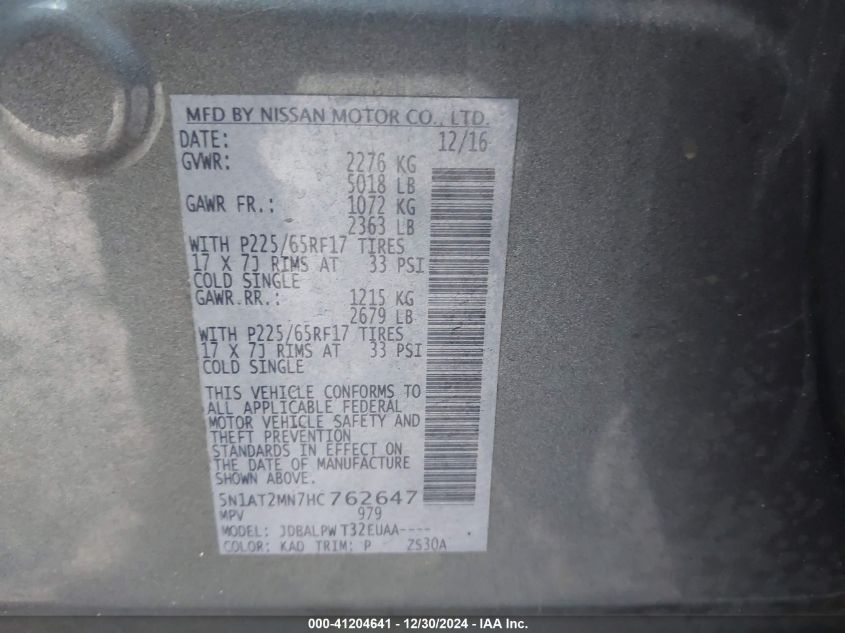 MFD BY NISSAN MOTOR CO., LTD.
DATE: 12/16
GVWR: 2276 KG
5018 LB
GAWR FR.: 1072 KG
2363 LB
WITH P225/65RF17 TIRES
17 X 7J RIMS AT 33 PSI
COLD SINGLE
GAWR.RR.: 1215 KG
2679 LB
WITH P225/65RF17 TIRES
17 X 7J RIMS AT 33 PSI
COLD SINGLE
THIS VEHICLE CONFORMS TO
ALL APPLICABLE FEDERAL
MOTOR VEHICLE SAFETY AND
THEFT PREVENTION
STANDARDS IN EFFECT ON
THE DATE OF MANUFACTURE
SHOWN ABOVE.
5N1AT2MN7HC762647
MPV 979
MODEL: JDBALPWT32EUAA----
COLOR: KAD TRIM: P 2S30A
000-41204641 - 12/30/2024 - IAA Inc.